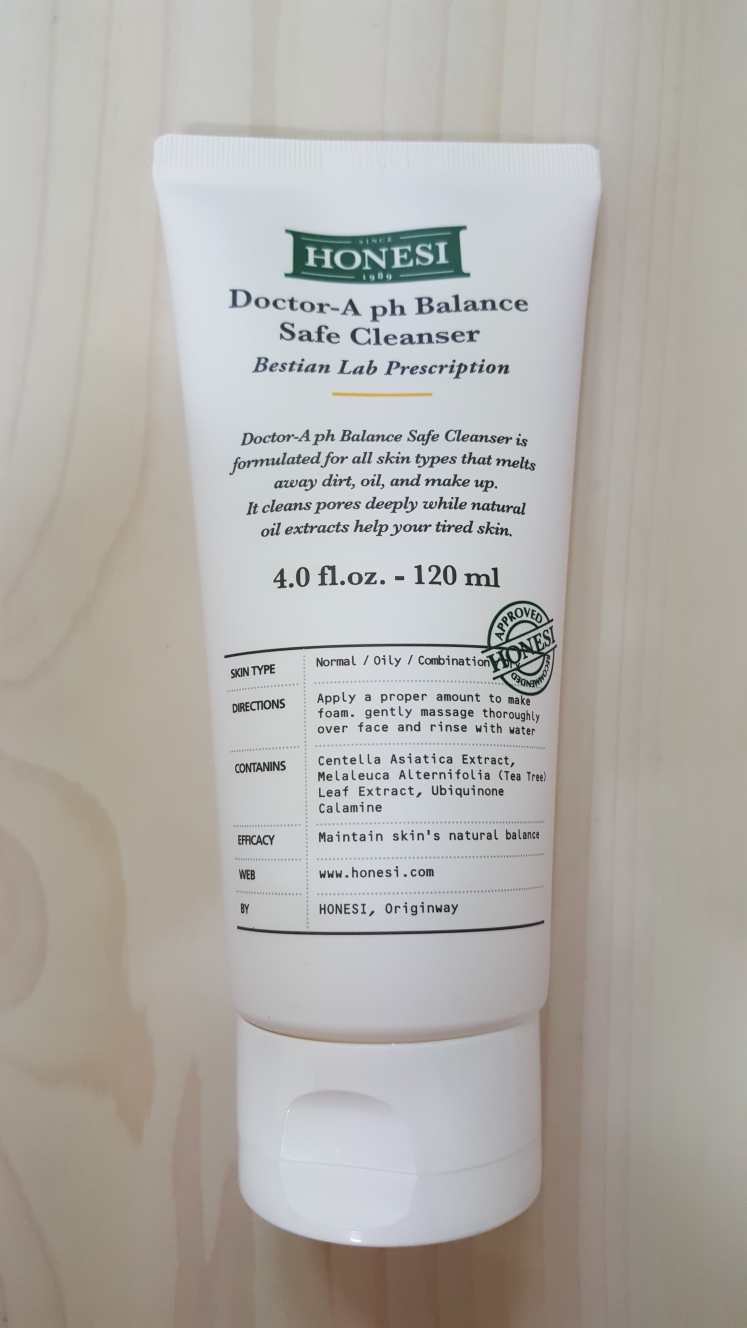 SINCE
HONESI
1989
Doctor-A ph Balance
Safe Cleanser
Bestian Lab Prescription
Doctor-A ph Balance Safe Cleanser is
formulated for all skin types that melts
away dirt, oil, and make up.
It cleans pores deeply while natural
oil extracts help your tired skin.
4.0 fl.oz. - 120 ml
APPROVED
HONESI
RECOMMENDED
SKIN TYPE Normal / Oily / Combination
DIRECTIONS Apply a proper amount to make
foam. gently massage thoroughly
over face and rinse with water
CONTANINS Centella Asiatica Extract,
Melaleuca Alternifolia (Tea Tree)
Leaf Extract, Ubiquinone
Calamine
EFFICACY Maintain skin's natural balance
WEB www.honesi.com
BY HONESI, Originway